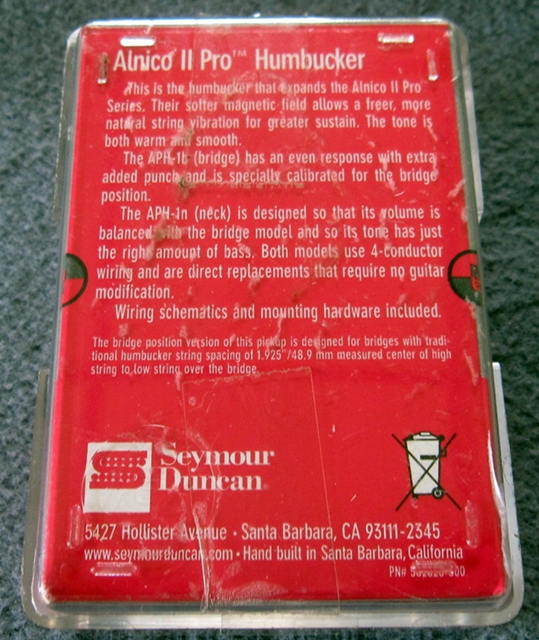 Alnico II Pro™ Humbucker
This is the humbucker that expands the Alnico II Pro
Series. Their softer magnetic field allows a freer, more
natural string vibration for greater sustain. The tone is
both warm and smooth.
The APH-1b (bridge) has an even response with extra
added punch and is specially calibrated for the bridge
position.
The APH-1n (neck) is designed so that its volume is
balanced with the bridge model and so its tone has just
the right amount of bass. Both models use 4-conductor
wiring and are direct replacements that require no guitar
modification.
Wiring schematics and mounting hardware included.
The bridge position version of this pickup is designed for bridges with tradi-
tional humbucker string spacing of 1.925"/48.9 mm measured center of high
string to low string over the bridge.
Seymour
Duncan®
5427 Hollister Avenue • Santa Barbara, CA 93111-2345
www.seymourduncan.com • Hand built in Santa Barbara, California
PN#